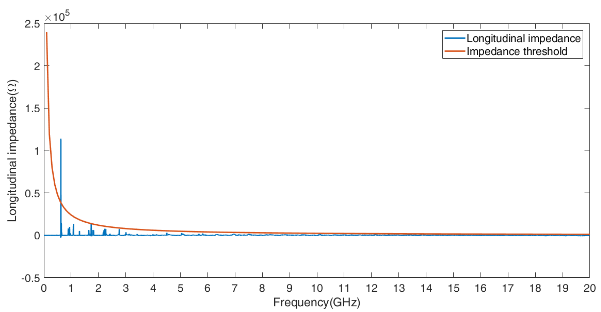 ×10⁵
2.5
2
1.5
1
0.5
0
-0.5
Longitudinal impedance(Ω)
Longitudinal impedance
Impedance threshold
0 1 2 3 4 5 6 7 8 9 10 11 12 13 14 15 16 17 18 19 20
Frequency(GHz)